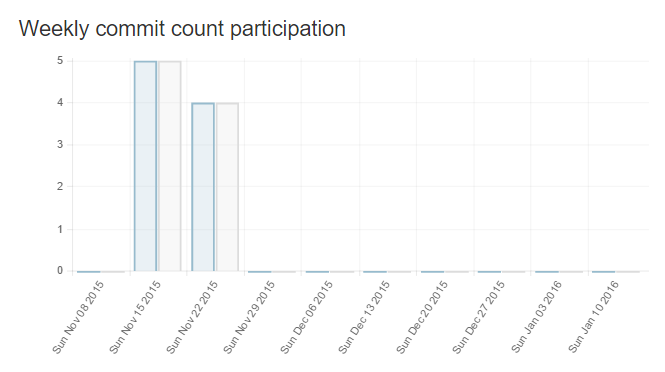 Weekly commit count participation
5
4
3
2
1
0
Sun Nov 08 2015
Sun Nov 15 2015
Sun Nov 22 2015
Sun Nov 29 2015
Sun Dec 06 2015
Sun Dec 13 2015
Sun Dec 20 2015
Sun Dec 27 2015
Sun Jan 03 2016
Sun Jan 10 2016